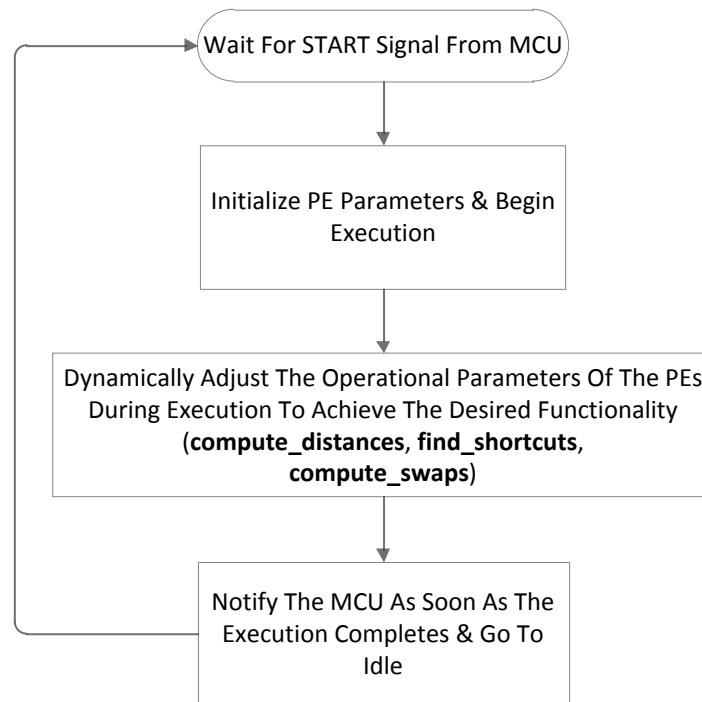 Wait For START Signal From MCU
Initialize PE Parameters & Begin
Execution
Dynamically Adjust The Operational Parameters Of The PEs
During Execution To Achieve The Desired Functionality
(compute_distances, find_shortcuts,
compute_swaps)
Notify The MCU As Soon As The
Execution Completes & Go To
Idle